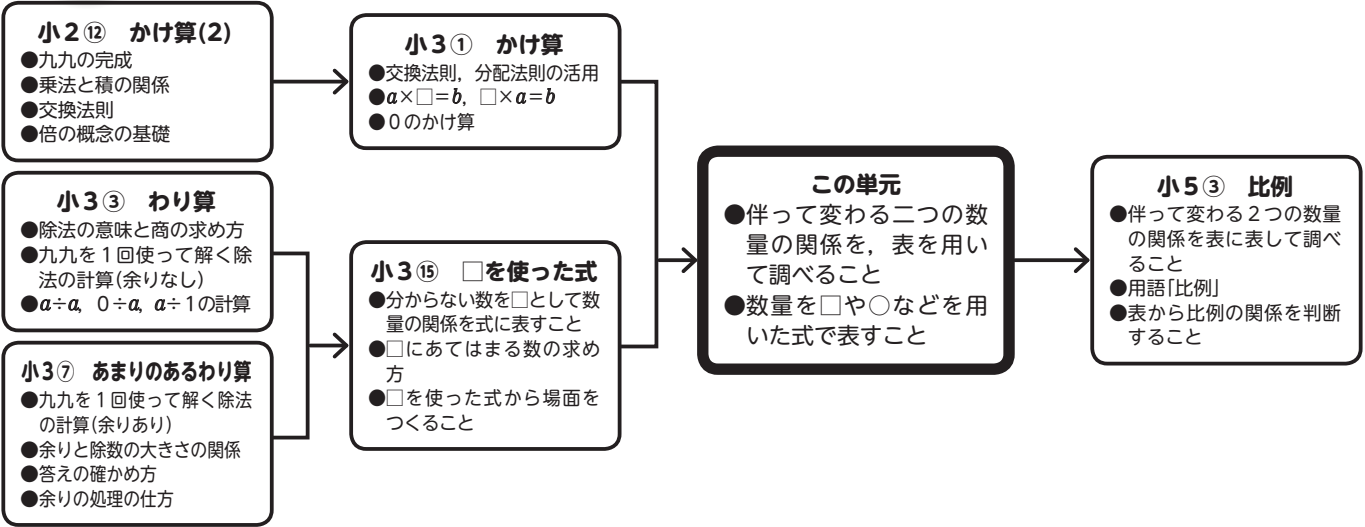 小2⑫ かけ算(2)
●九九の完成
●乗法と積の関係
●交換法則
●倍の概念の基礎
小3① かけ算
●交換法則，分配法則の活用
●a×□=b，□×a=b
●0のかけ算
小3③ わり算
●除法の意味と商の求め方
●九九を1回使って解く除
法の計算(余りなし)
●a÷a，0÷a，a÷1の計算
小3⑦ あまりのあるわり算
●九九を1回使って解く除法
の計算(余りあり)
●余りと除数の大きさの関係
●答えの確かめ方
●余りの処理の仕方
小3⑮ □を使った式
●分からない数を□として数
量の関係を式に表すこと
●□にあてはまる数の求め
方
●□を使った式から場面を
つくること
この単元
●伴って変わる二つの数
量の関係を，表を用い
て調べること
●数量を□や○などを用
いた式で表すこと
小5③ 比例
●伴って変わる2つの数量
の関係を表に表して調べ
ること
●用語「比例」
●表から比例の関係を判断
すること